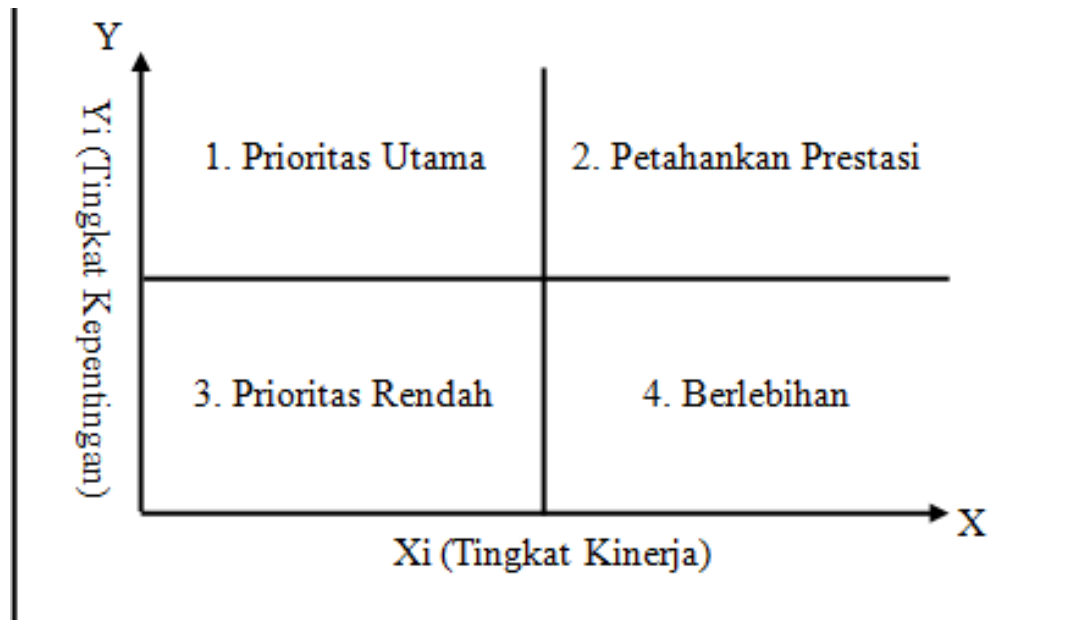 Y
Yi (Tingkat Kepentingan)
1. Prioritas Utama
2. Petahankan Prestasi
3. Prioritas Rendah
4. Berlebihan
X
Xi (Tingkat Kinerja)